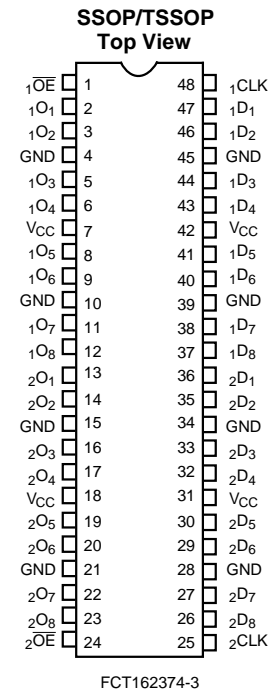 SSOP/TSSOP
Top View
1OE 1 48 1CLK
1O1 2 47 1D1
1O2 3 46 1D2
GND 4 45 GND
1O3 5 44 1D3
1O4 6 43 1D4
VCC 7 42 VCC
1O5 8 41 1D5
1O6 9 40 1D6
GND 10 39 GND
1O7 11 38 1D7
1O8 12 37 1D8
2O1 13 36 2D1
2O2 14 35 2D2
GND 15 34 GND
2O3 16 33 2D3
2O4 17 32 2D4
VCC 18 31 VCC
2O5 19 30 2D5
2O6 20 29 2D6
GND 21 28 GND
2O7 22 27 2D7
2O8 23 26 2D8
2OE 24 25 2CLK
FCT162374-3